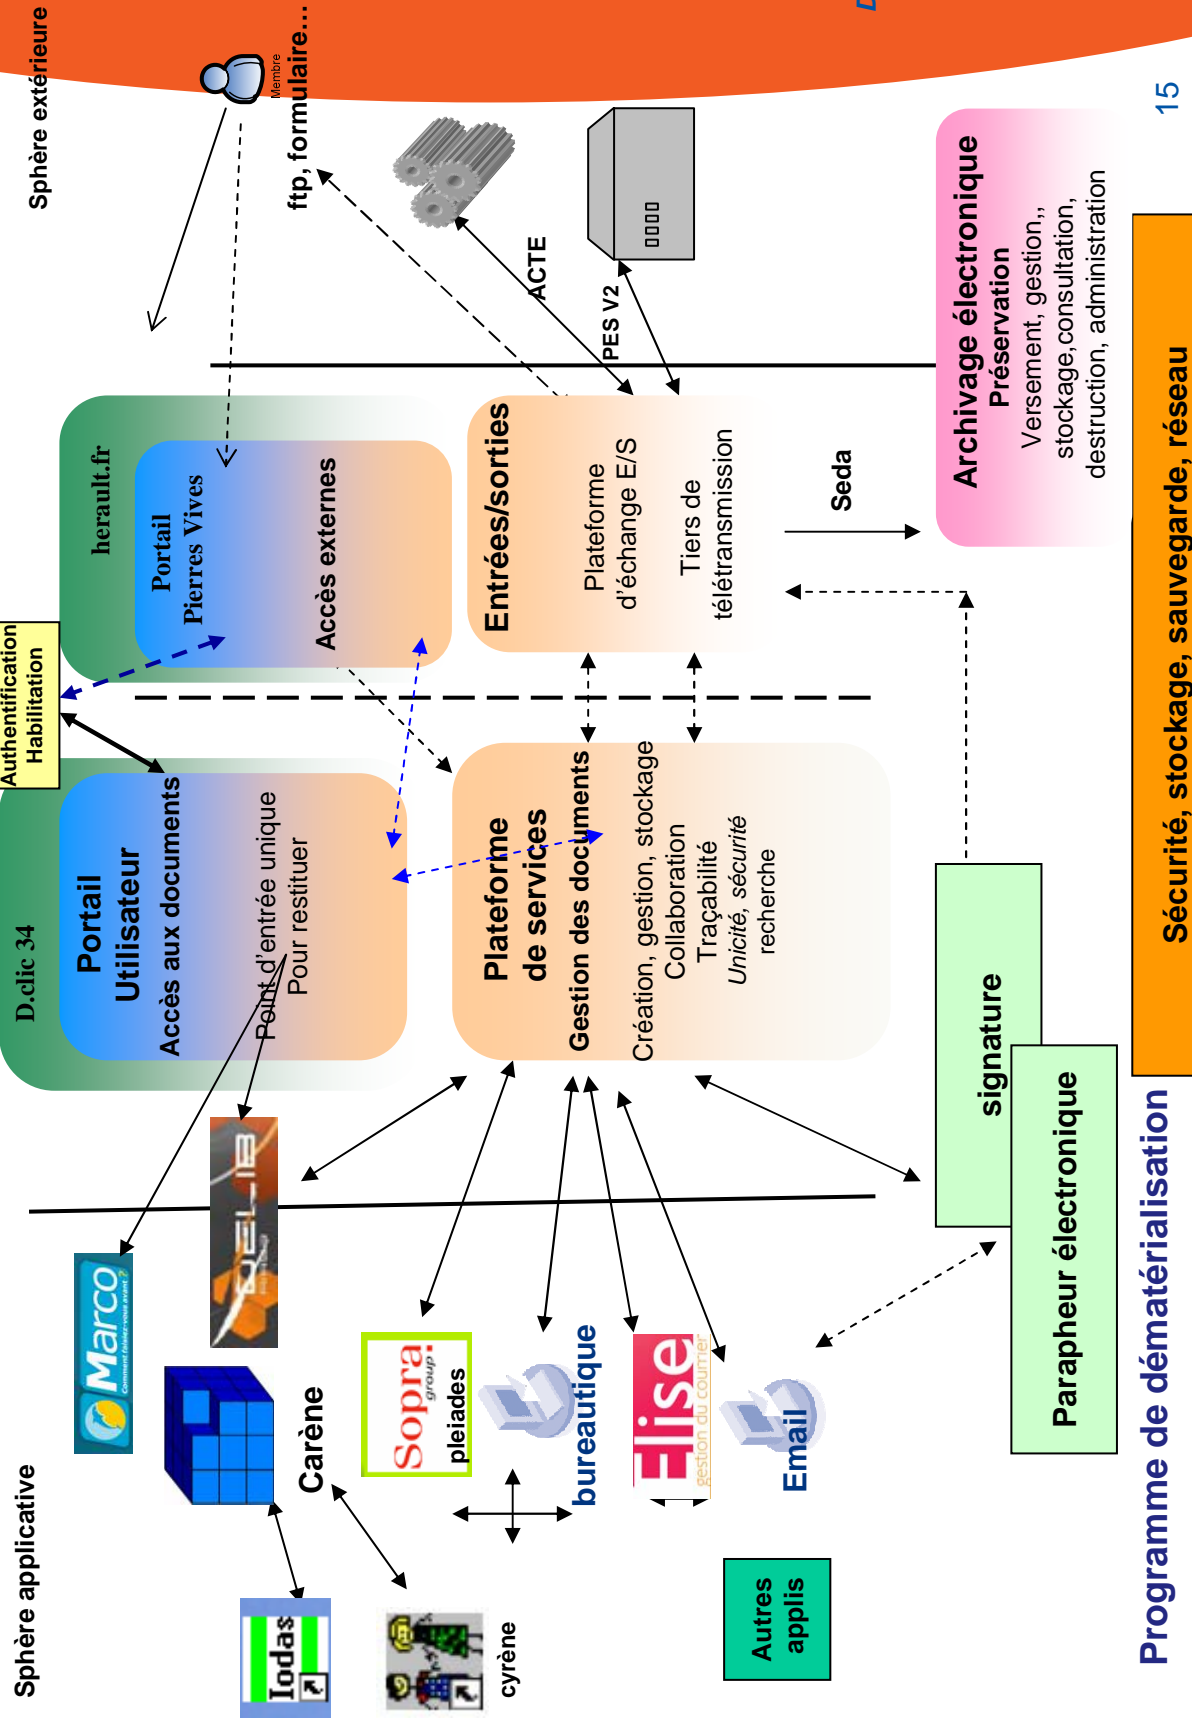 Sphère applicative
Sphère extérieure
D.clic 34
Authentification
Habilitation
herault.fr
Portail
Utilisateur
Accès aux documents
Point d'entrée unique
Pour restituer
Portail
Pierres Vives
Accès externes
Membre
ftp, formulaire...
Marco
Comment faisiez-vous avant ?
Iodas
Carène
cyrène
Sopra
group
pleiades
bureautique
Elise
gestion du courrier
Email
Autres
applis
Plateforme
de services
Gestion des documents
Création, gestion, stockage
Collaboration
Traçabilité
Unicité, sécurité
recherche
Entrées/sorties
Plateforme
d'échange E/S
Tiers de
télétransmission
ACTE
PES V2
Seda
Archivage électronique
Préservation
Versement, gestion,,
stockage,consultation,
destruction, administration
signature
Parapheur électronique
Sécurité, stockage, sauvegarde, réseau
Programme de dématérialisation
15